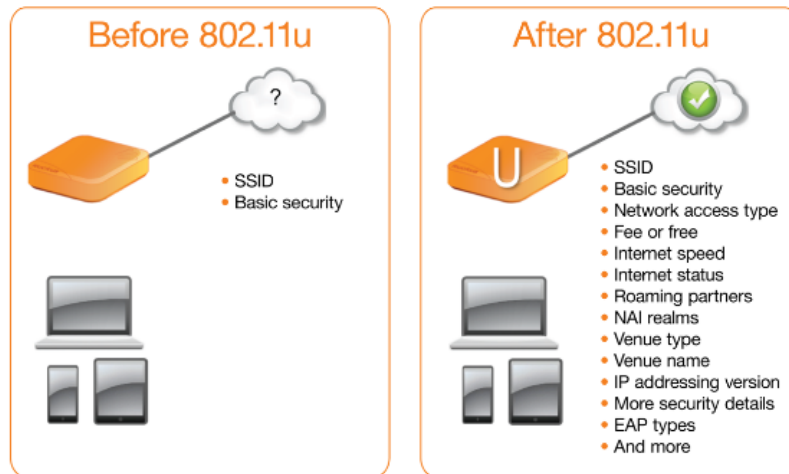 Before 802.11u
?
• SSID
• Basic security
After 802.11u
U
• SSID
• Basic security
• Network access type
• Fee or free
• Internet speed
• Internet status
• Roaming partners
• NAI realms
• Venue type
• Venue name
• IP addressing version
• More security details
• EAP types
• And more